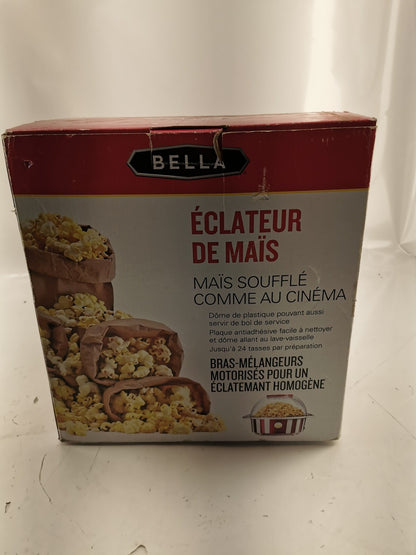 BELLA
ÉCLATEUR
DE MAÏS
MAÏS SOUFFLÉ
COMME AU CINÉMA
Dôme de plastique pouvant aussi
servir de bol de service
Plaque antiadhésive facile à nettoyer
et dôme allant au lave-vaisselle
Jusqu'à 24 tasses par préparation
BRAS-MÉLANGEURS
MOTORISÉS POUR UN
ÉCLATEMANT HOMOGÈNE